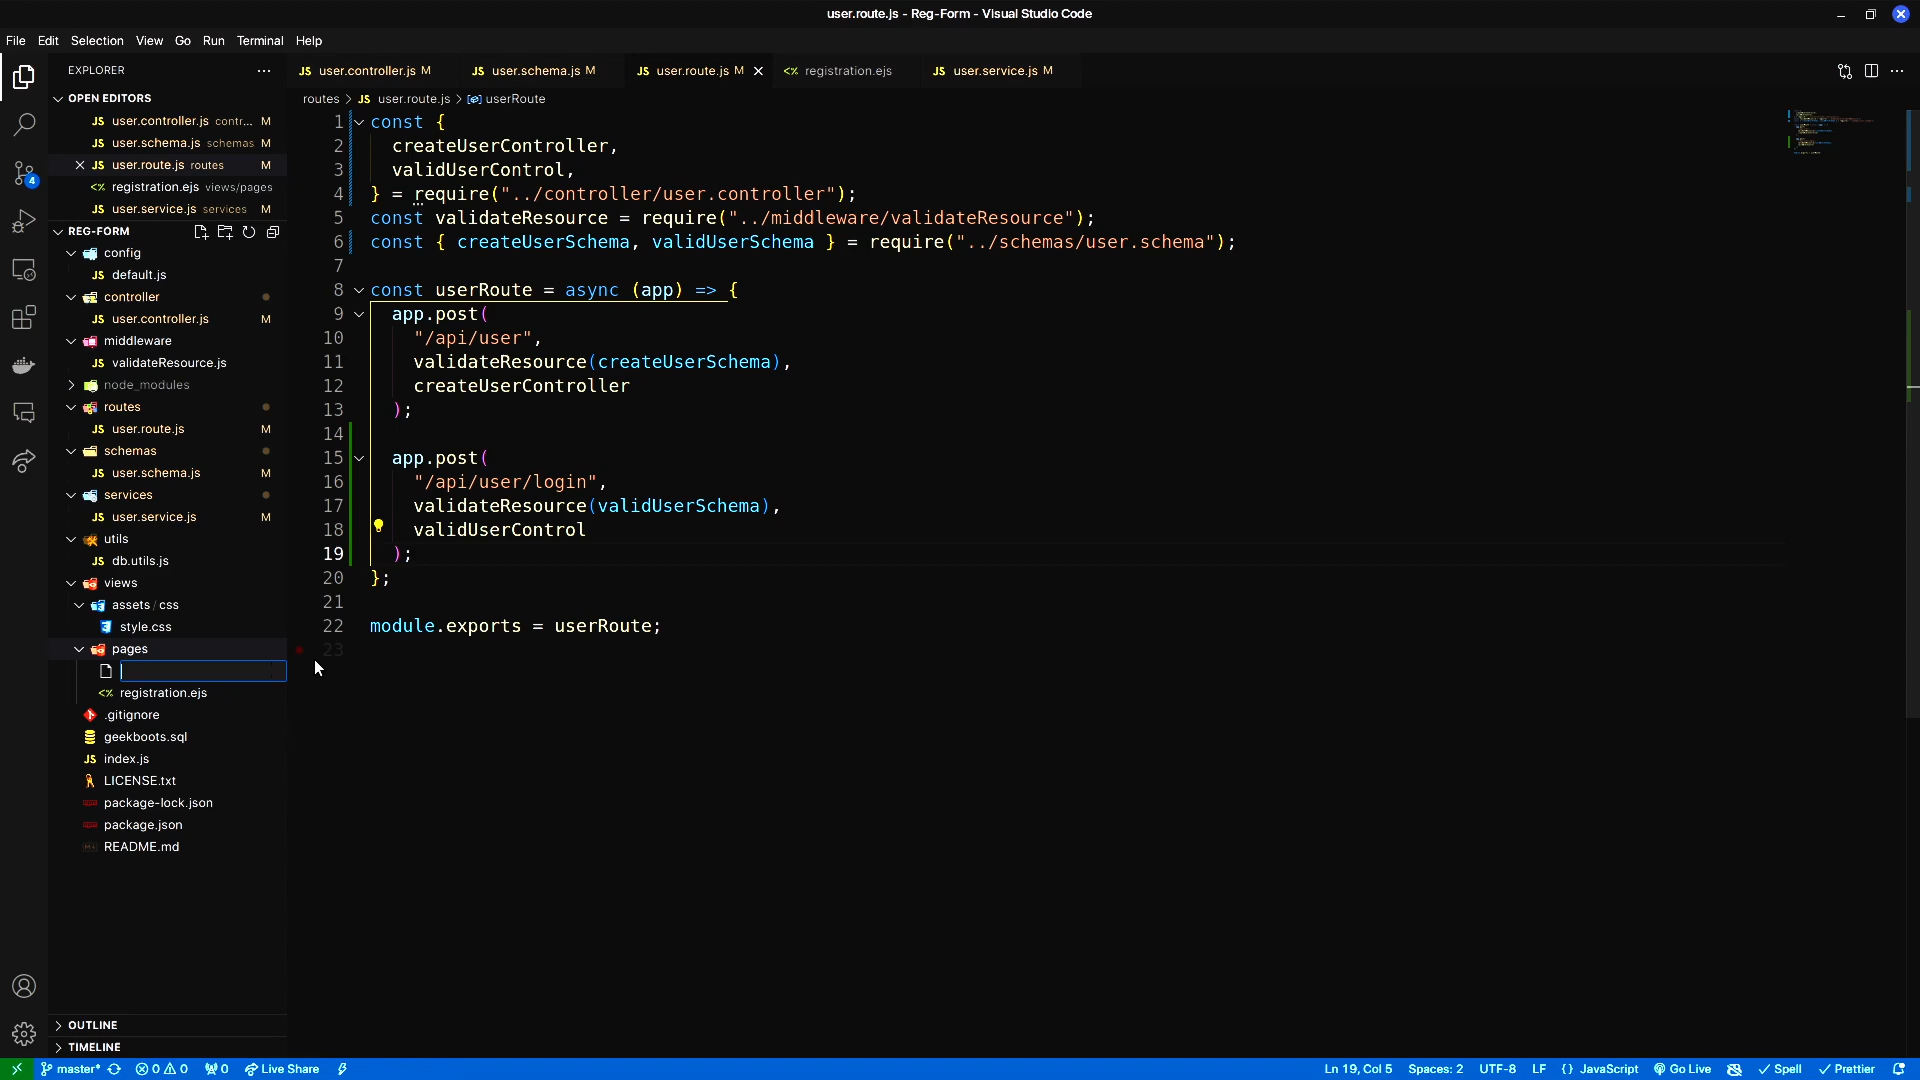 user.route.js - Reg-Form - Visual Studio Code
File Edit Selection View Go Run Terminal Help
EXPLORER
OPEN EDITORS
JS user.controller.js contr... M
JS user.schema.js schemas M
JS user.route.js routes M
<% registration.ejs views/pages
JS user.service.js services M
REG-FORM
config
JS default.js
controller
JS user.controller.js M
middleware
JS validateResource.js
node_modules
routes
JS user.route.js M
schemas
JS user.schema.js M
services
JS user.service.js M
utils
JS db.utils.js
views
assets / css
style.css
pages
<% registration.ejs
.gitignore
geekboots.sql
JS index.js
LICENSE.txt
package-lock.json
package.json
README.md
OUTLINE
TIMELINE
JS user.controller.js M JS user.schema.js M JS user.route.js M <% registration.ejs JS user.service.js M
routes > JS user.route.js > userRoute
1 const {
2 createUserController,
3 validUserControl,
4 } = require("../controller/user.controller");
5 const validateResource = require("../middleware/validateResource");
6 const { createUserSchema, validUserSchema } = require("../schemas/user.schema");
7
8 const userRoute = async (app) => {
9 app.post(
10 "/api/user",
11 validateResource(createUserSchema),
12 createUserController
13 );
14
15 app.post(
16 "/api/user/login",
17 validateResource(validUserSchema),
18 validUserControl
19 );
20 };
21
22 module.exports = userRoute;
23
4
master* 0 0 0 Live Share Ln 19, Col 5 Spaces: 2 UTF-8 LF {} JavaScript Go Live Spell Prettier